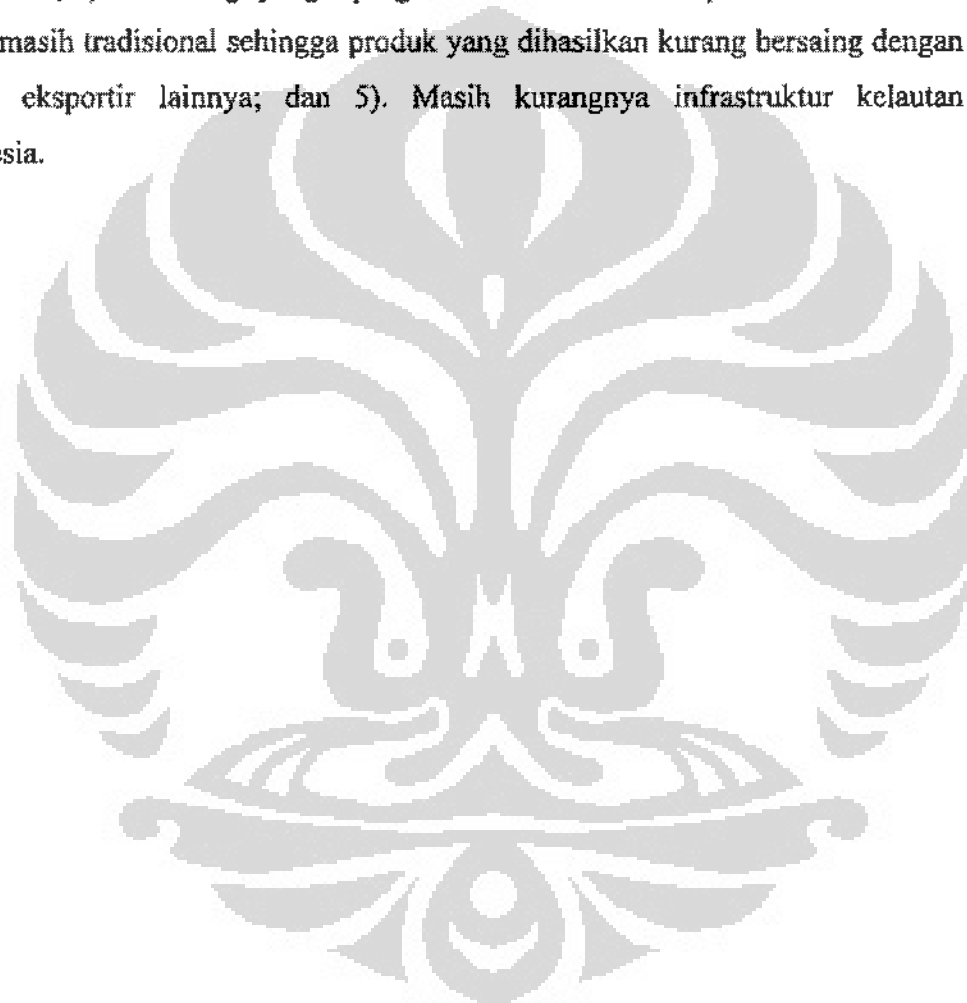 masih tradisional sehingga produk yang dihasilkan kurang bersaing dengan
eksportir lainnya; dan 5). Masih kurangnya infrastruktur kelautan
esia.